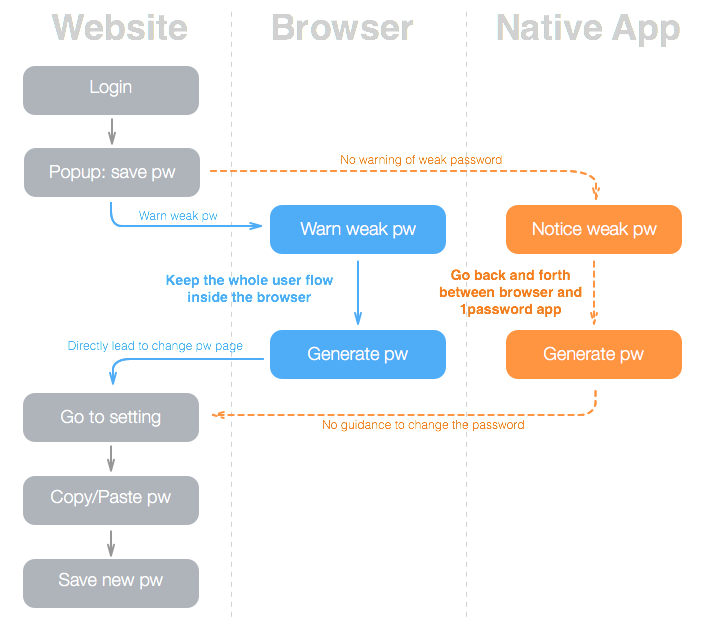 Website
Browser
Native App
Login
Popup: save pw
No warning of weak password
Warn weak pw
Warn weak pw
Notice weak pw
Keep the whole user flow
inside the browser
Go back and forth
between browser and
1password app
Directly lead to change pw page
Generate pw
Generate pw
Go to setting
No guidance to change the password
Copy/Paste pw
Save new pw